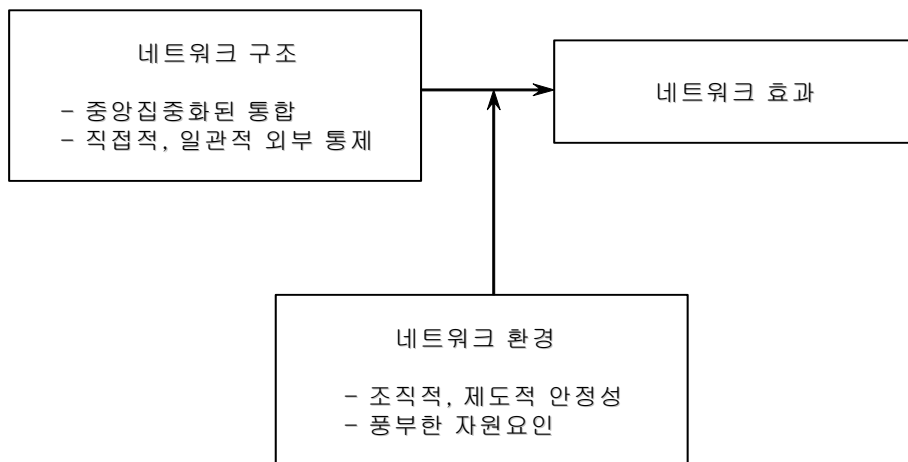 네트워크 구조
- 중앙집중화된 통합
- 직접적, 일관적 외부 통제
네트워크 효과
네트워크 환경
- 조직적, 제도적 안정성
- 풍부한 자원요인